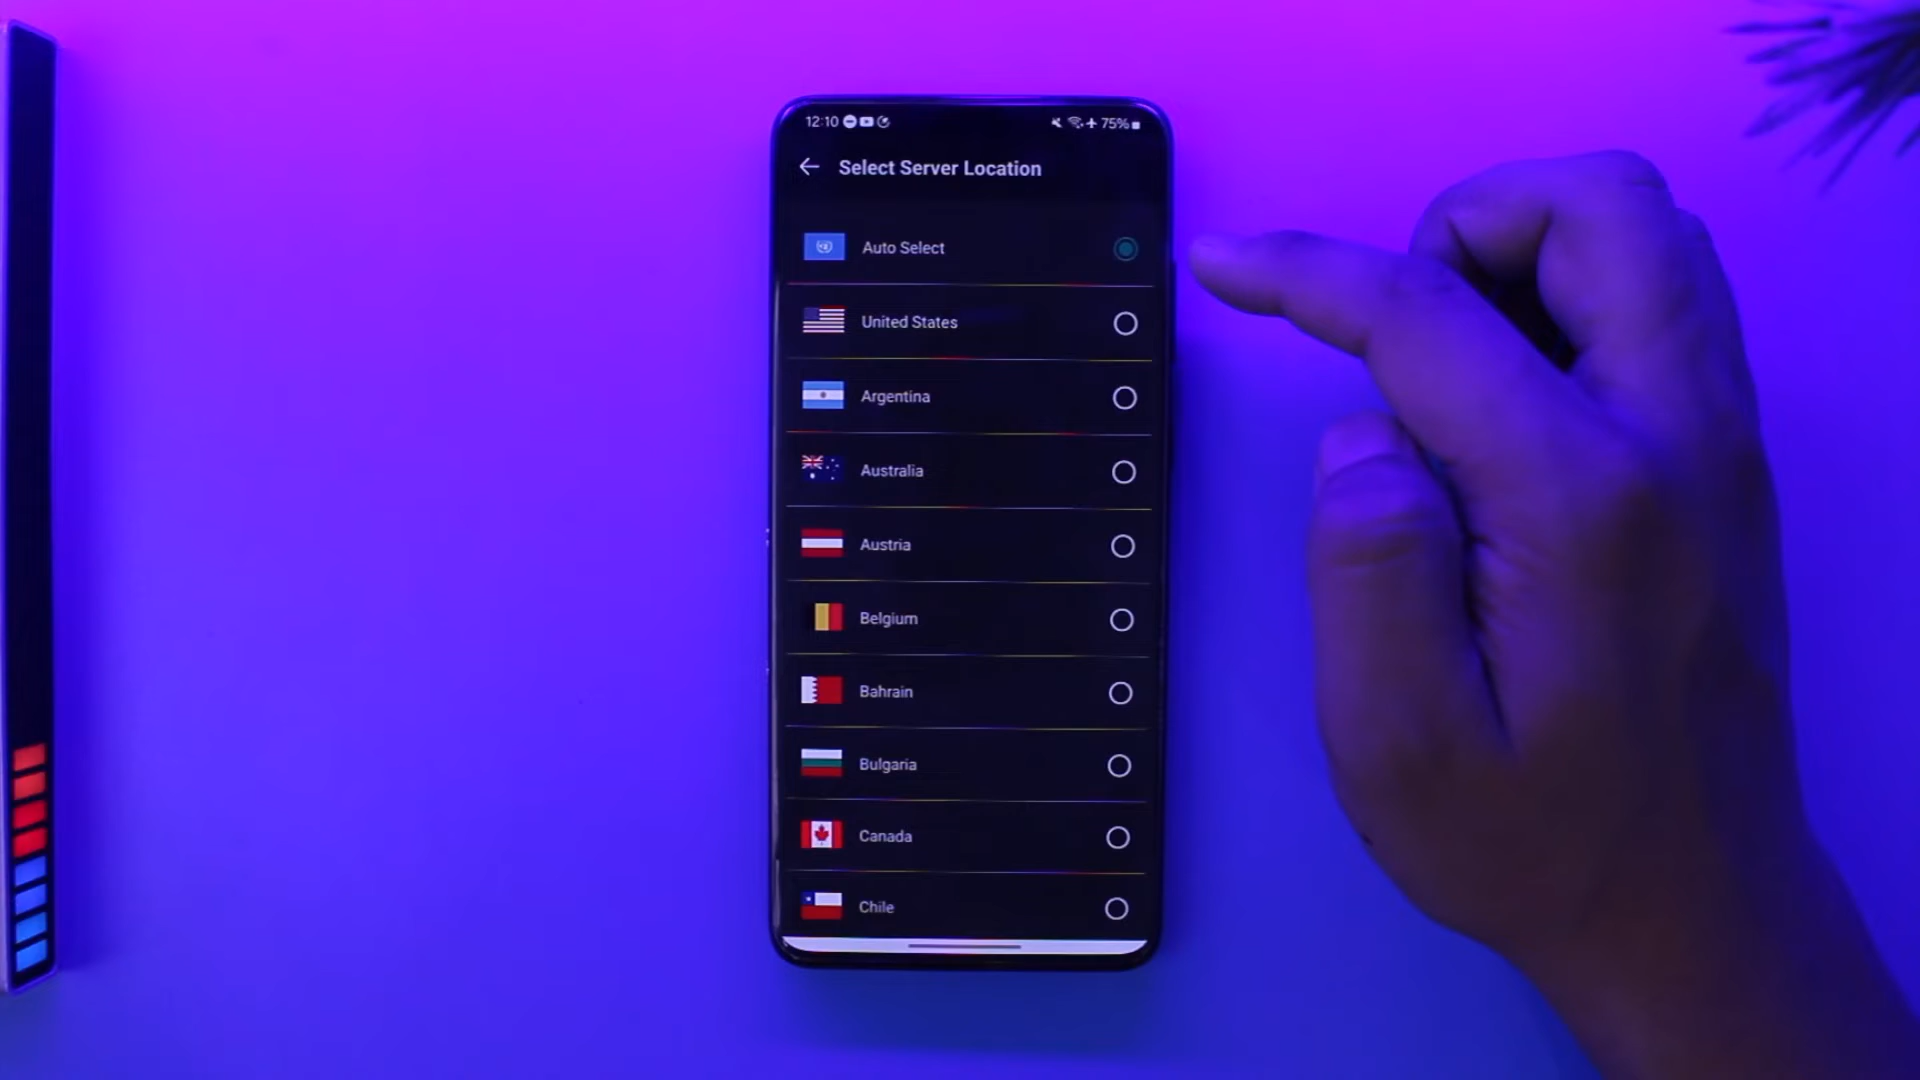 12:10 75%
Select Server Location
Auto Select
United States
Argentina
Australia
Austria
Belgium
Bahrain
Bulgaria
Canada
Chile